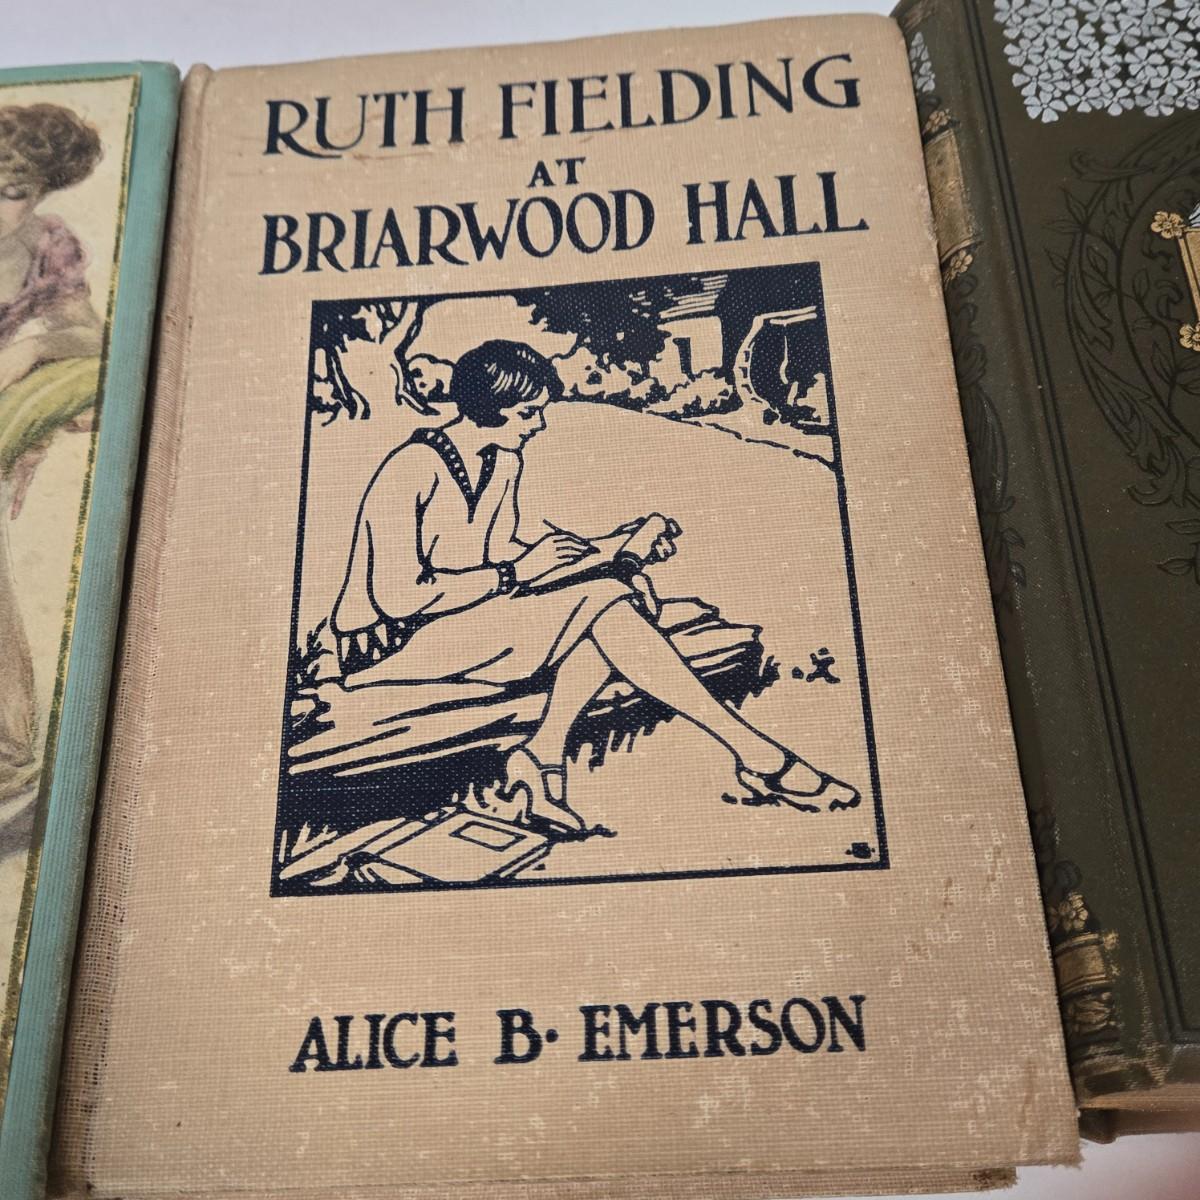 RUTH FIELDING
AT
BRIARWOOD HALL
ALICE B. EMERSON